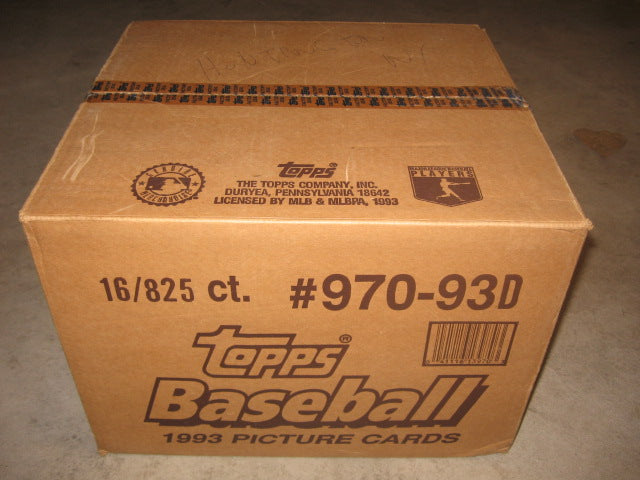 Topps®
THE TOPPS COMPANY, INC.
DURYEA, PENNSYLVANIA 18642
LICENSED BY MLB & MLBPA, 1993
PLAYERS
16/825 ct. #970-93D
Topps®
Baseball
1993 PICTURE CARDS